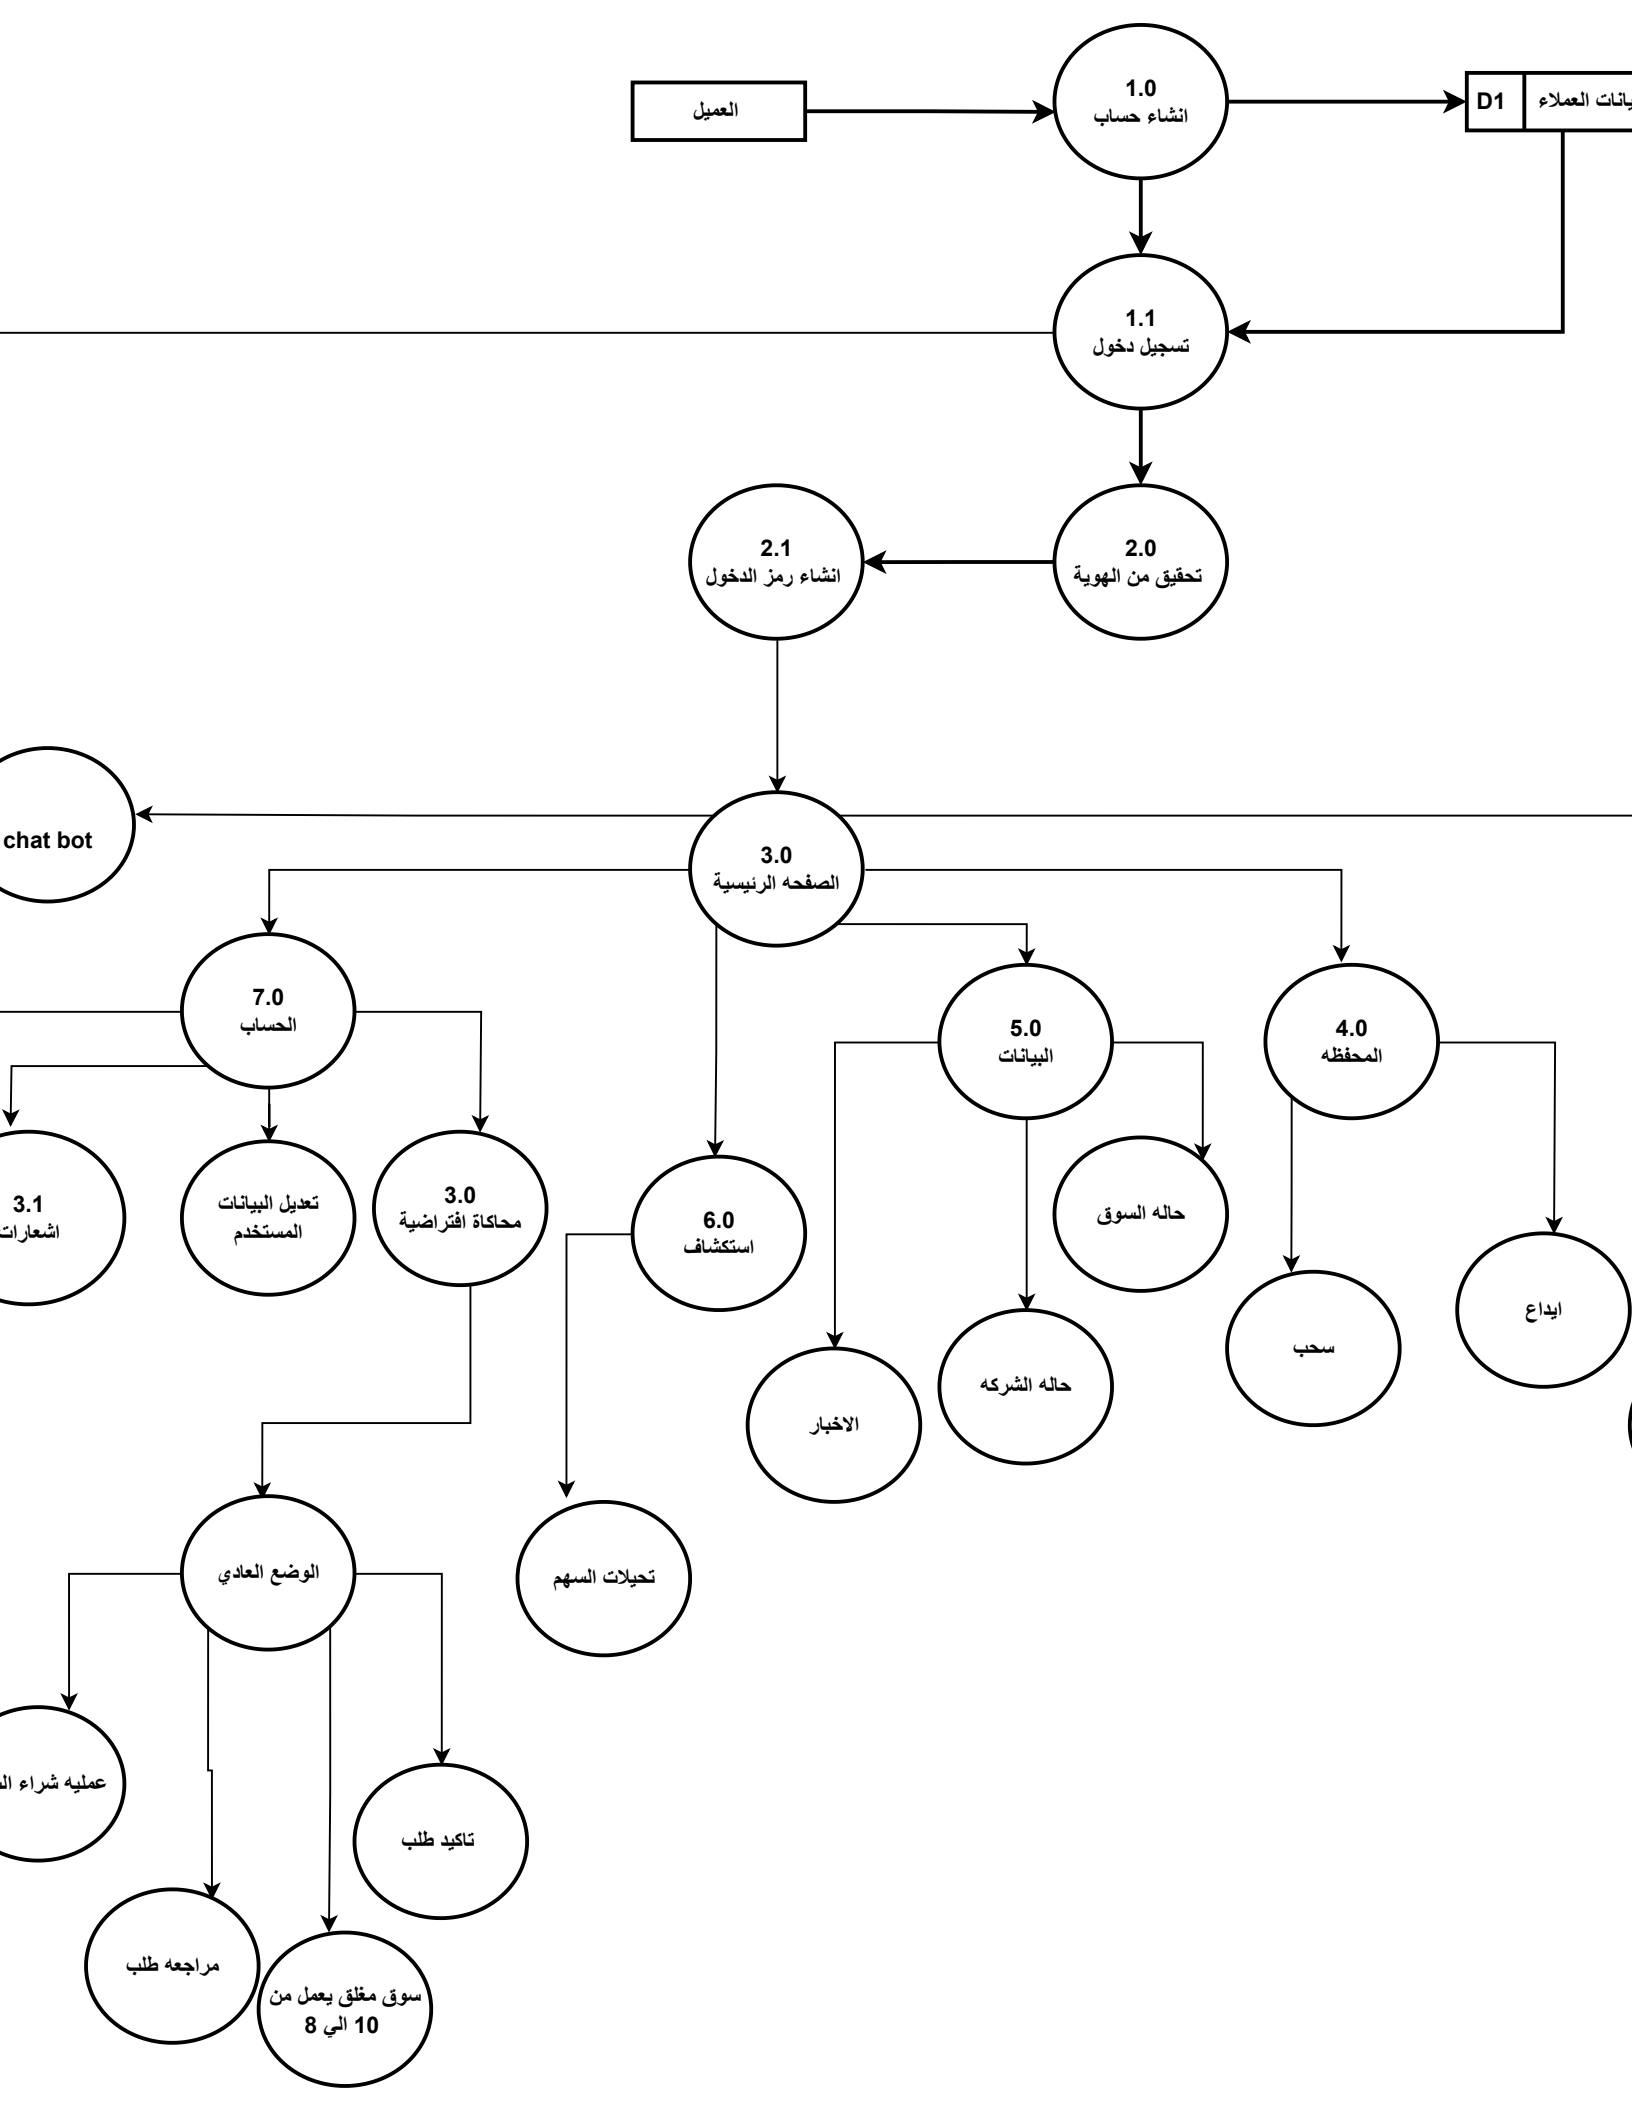 العميل
1.0
انشاء حساب
D1
العملاء
1.1
تسجيل دخول
2.1
انشاء رمز الدخول
2.0
تحقيق من الهوية
chat bot
3.0
الصفحه الرئيسية
7.0
الحساب
5.0
البيانات
4.0
المحفظه
3.1
اشعارات
تعديل البيانات
المستخدم
3.0
محاكاة افتراضية
6.0
استكشاف
حاله السوق
ايداع
سحب
حاله الشركه
الاخبار
الوضع العادي
تحيلات السهم
عمليه شراء
تاكيد طلب
مراجعه طلب
سوق مغلق يعمل من
10 الي 8